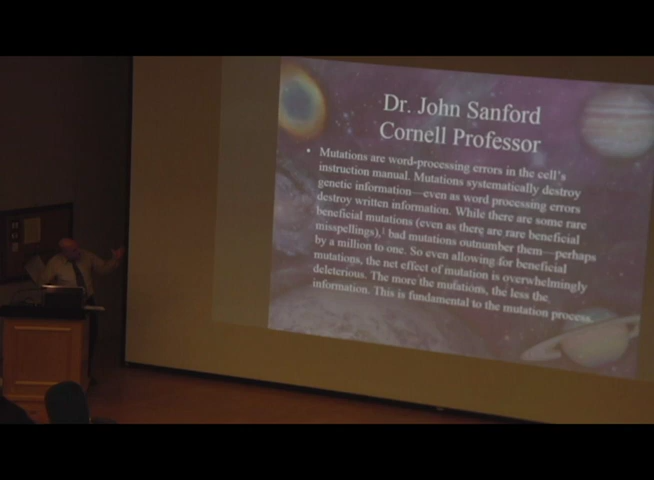 Dr. John Sanford
Cornell Professor
• Mutations are word-processing errors in the cell's
instruction manual. Mutations systematically destroy
genetic information—even as word processing errors
destroy written information. While there are some rare
beneficial mutations (even as there are rare beneficial
misspellings),¹ bad mutations outnumber them—perhaps
by a million to one. So even allowing for beneficial
mutations, the net effect of mutation is overwhelmingly
deleterious. The more the mutations, the less the
information. This is fundamental to the mutation process.